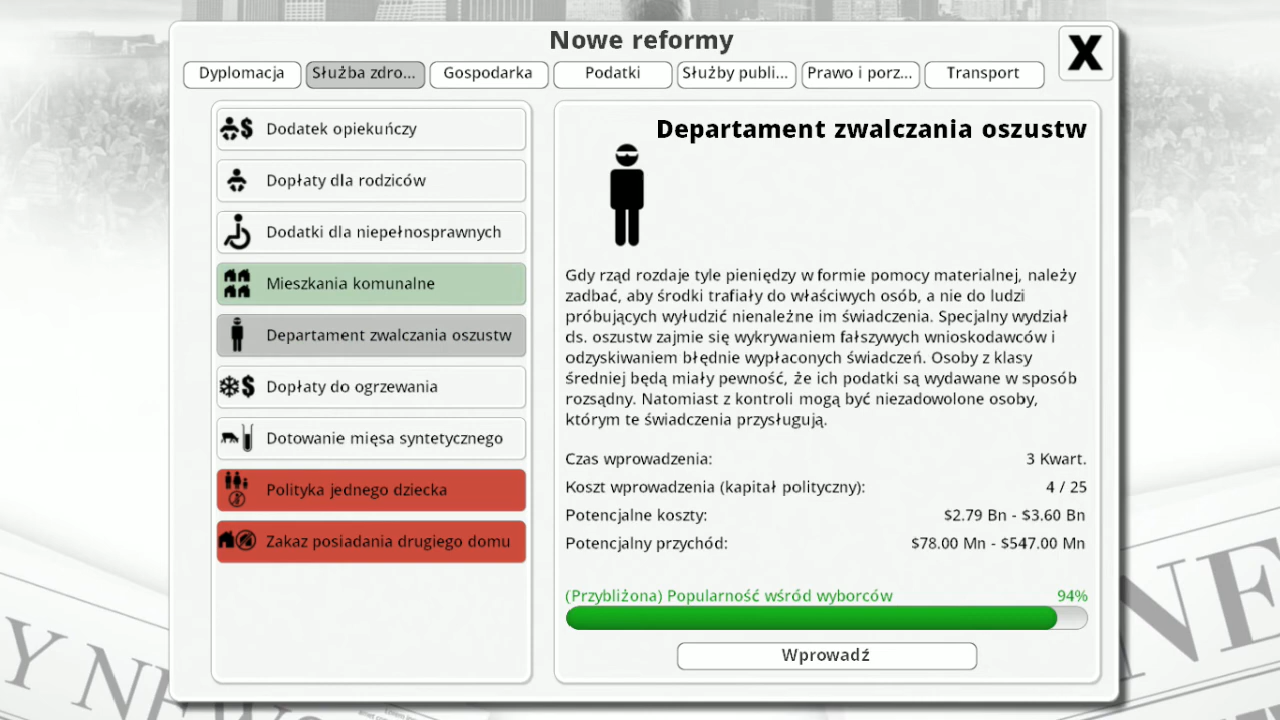 Nowe reformy
X
Dyplomacja
Służba zdro...
Gospodarka
Podatki
Służby publi...
Prawo i porz...
Transport
Dodatek opiekuńczy
Dopłaty dla rodziców
Dodatki dla niepełnosprawnych
Mieszkania komunalne
Departament zwalczania oszustw
Dopłaty do ogrzewania
Dotowanie mięsa syntetycznego
Polityka jednego dziecka
Zakaz posiadania drugiego domu
Departament zwalczania oszustw
Gdy rząd rozdaje tyle pieniędzy w formie pomocy materialnej, należy
zadbać, aby środki trafiały do właściwych osób, a nie do ludzi
próbujących wyłudzić nienależne im świadczenia. Specjalny wydział
ds. oszustw zajmie się wykrywaniem fałszywych wnioskodawców i
odzyskiwaniem błędnie wypłaconych świadczeń. Osoby z klasy
średniej będą miały pewność, że ich podatki są wydawane w sposób
rozsądny. Natomiast z kontroli mogą być niezadowolone osoby,
którym te świadczenia przysługują.
Czas wprowadzenia: 3 Kwart.
Koszt wprowadzenia (kapitał polityczny): 4 / 25
Potencjalne koszty: $2.79 Bn - $3.60 Bn
Potencjalny przychód: $78.00 Mn - $547.00 Mn
(Przybliżona) Popularność wśród wyborców 94%
Wprowadź
Y NEWS
NE